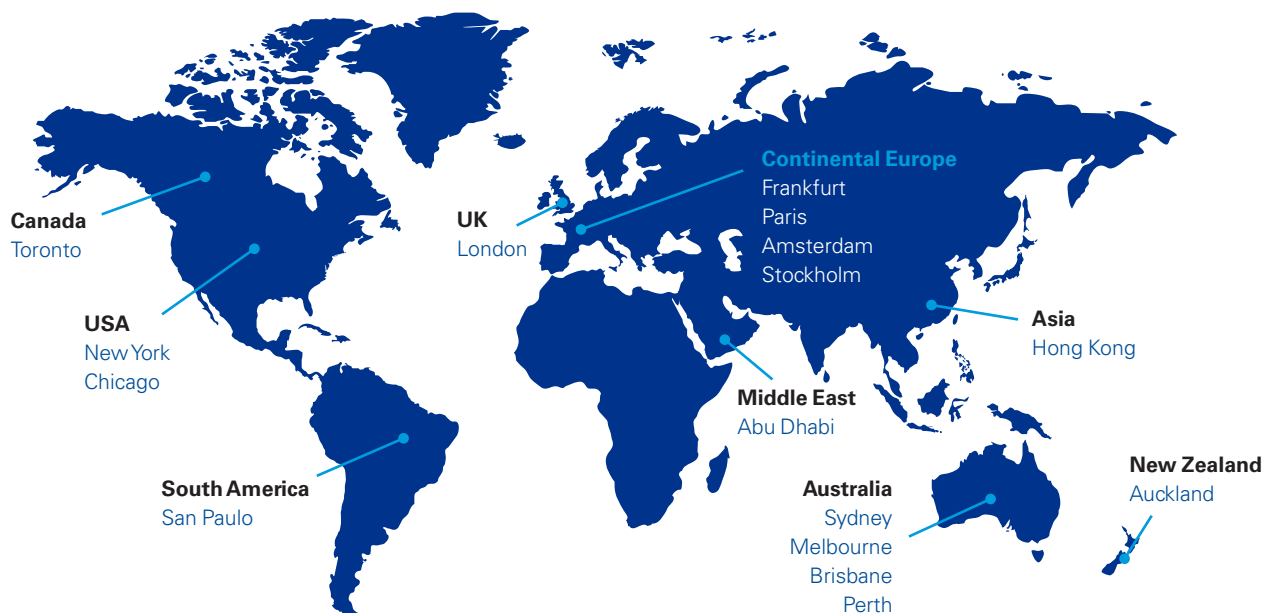 Canada
Toronto
USA
New York
Chicago
South America
San Paulo
UK
London
Continental Europe
Frankfurt
Paris
Amsterdam
Stockholm
Middle East
Abu Dhabi
Asia
Hong Kong
Australia
Sydney
Melbourne
Brisbane
Perth
New Zealand
Auckland